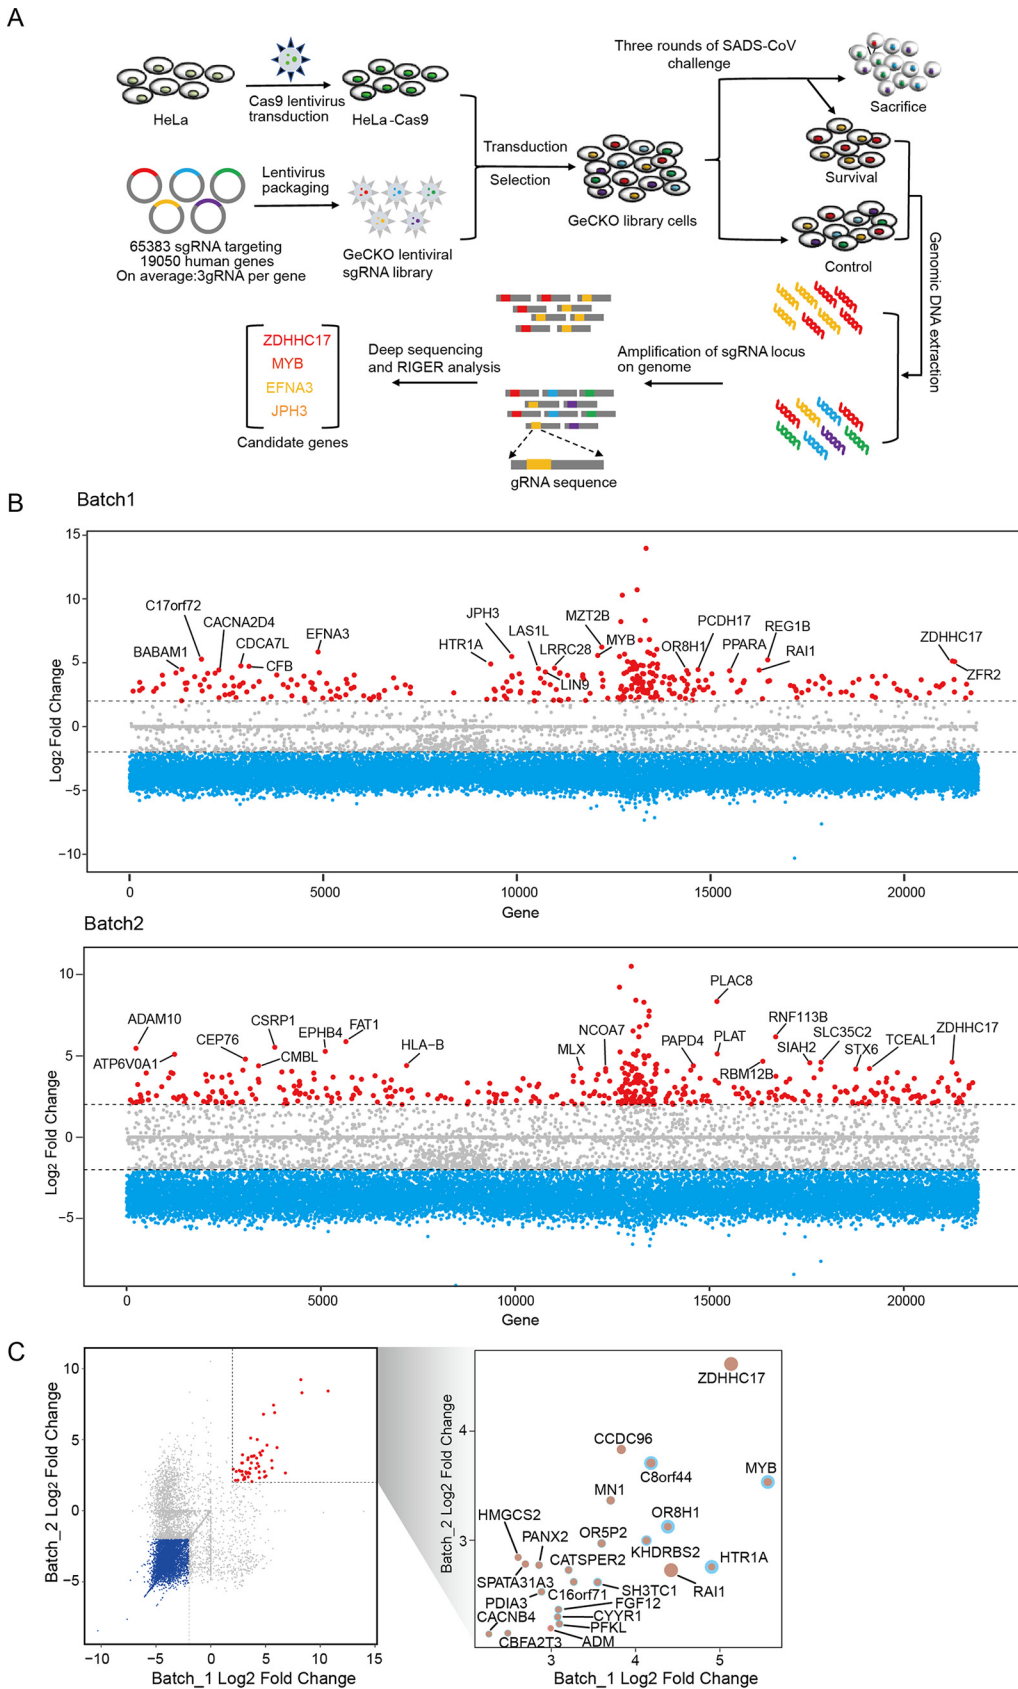 A
Three rounds of SADS-CoV
challenge
Cas9 lentivirus
transduction
HeLa
HeLa-Cas9
Sacrifice
Transduction
Selection
Lentivirus
packaging
Survival
GeCKO library cells
65383 sgRNA targeting
19050 human genes
On average:3gRNA per gene
GeCKO lentiviral
sgRNA library
Control
Genomic DNA extraction
ZDHHC17
MYB
EFNA3
JPH3
Candidate genes
Deep sequencing
and RIGER analysis
Amplification of sgRNA locus
on genome
gRNA sequence
B
Batch1
Log2 Fold Change
15
10
5
0
−5
−10
C17orf72
CACNA2D4
BABAM1
CDCA7L
CFB
EFNA3
JPH3
HTR1A
LAS1L
LRRC28
LIN9
MZT2B
MYB
OR8H1
PCDH17
PPARA
REG1B
RAI1
ZDHHC17
ZFR2
0
5000
10000
15000
20000
Gene
Batch2
Log2 Fold Change
10
5
0
−5
ADAM10
ATP6V0A1
CEP76
CSRP1
CMBL
EPHB4
FAT1
HLA−B
MLX
NCOA7
PAPD4
PLAC8
PLAT
RBM12B
RNF113B
SIAH2
SLC35C2
STX6
TCEAL1
ZDHHC17
0
5000
10000
15000
20000
Gene
C
Batch_2 Log2 Fold Change
10
5
0
−5
−10
−5
0
5
10
15
Batch_1 Log2 Fold Change
Batch_2 Log2 Fold Change
4
3
ZDHHC17
CCDC96
C8orf44
MYB
MN1
HMGCS2
OR8H1
PANX2
OR5P2
KHDRBS2
HTR1A
CATSPER2
SPATA31A3
C16orf71
SH3TC1
RAI1
PDIA3
FGF12
CACNB4
CYYR1
PFKL
CBFA2T3
ADM
3
4
5
Batch_1 Log2 Fold Change